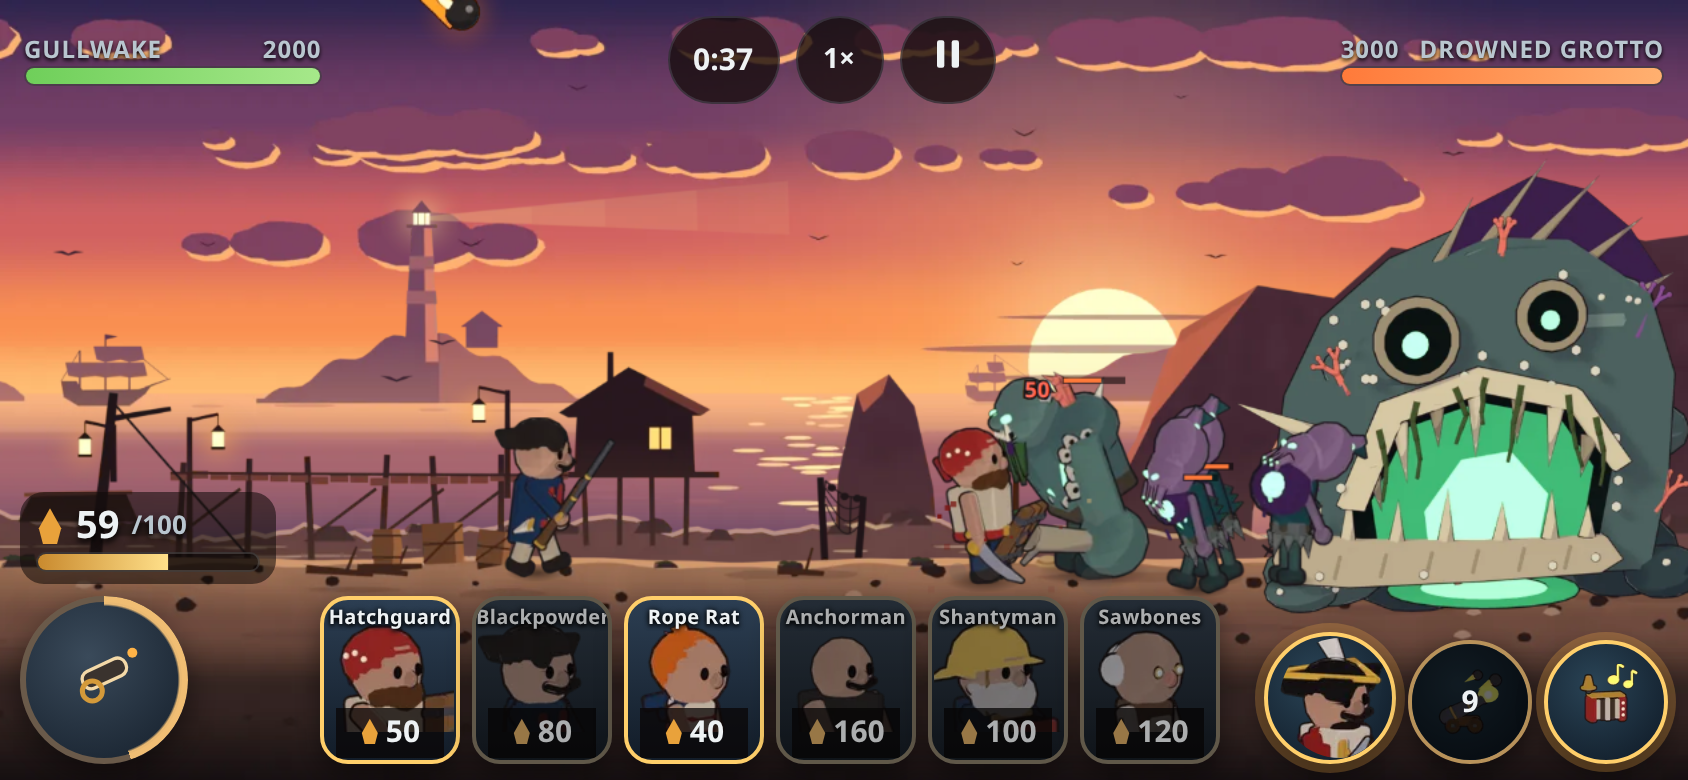 GULLWAKE 2000
0:37
1×
3000 DROWNED GROTTO
50
59 /100
Hatchguard
50
Blackpowder
80
Rope Rat
40
Anchorman
160
Shantyman
100
Sawbones
120
9